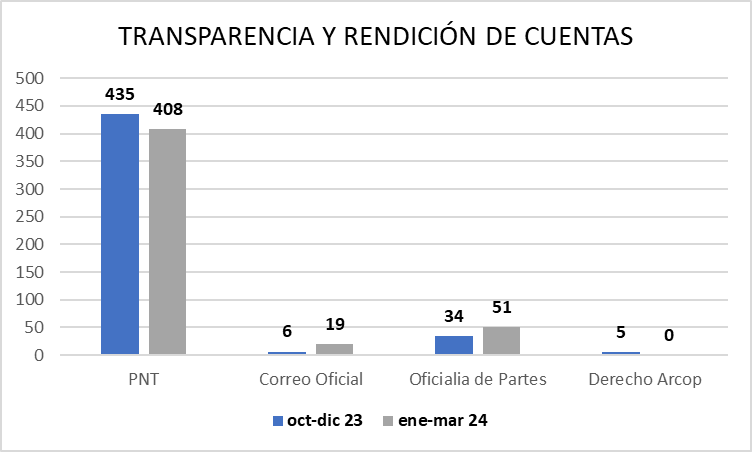 TRANSPARENCIA Y RENDICIÓN DE CUENTAS
500
450
400
350
300
250
200
150
100
50
0
435
408
6
19
34
51
5
0
PNT
Correo Oficial
Oficialia de Partes
Derecho Arcop
oct-dic 23
ene-mar 24